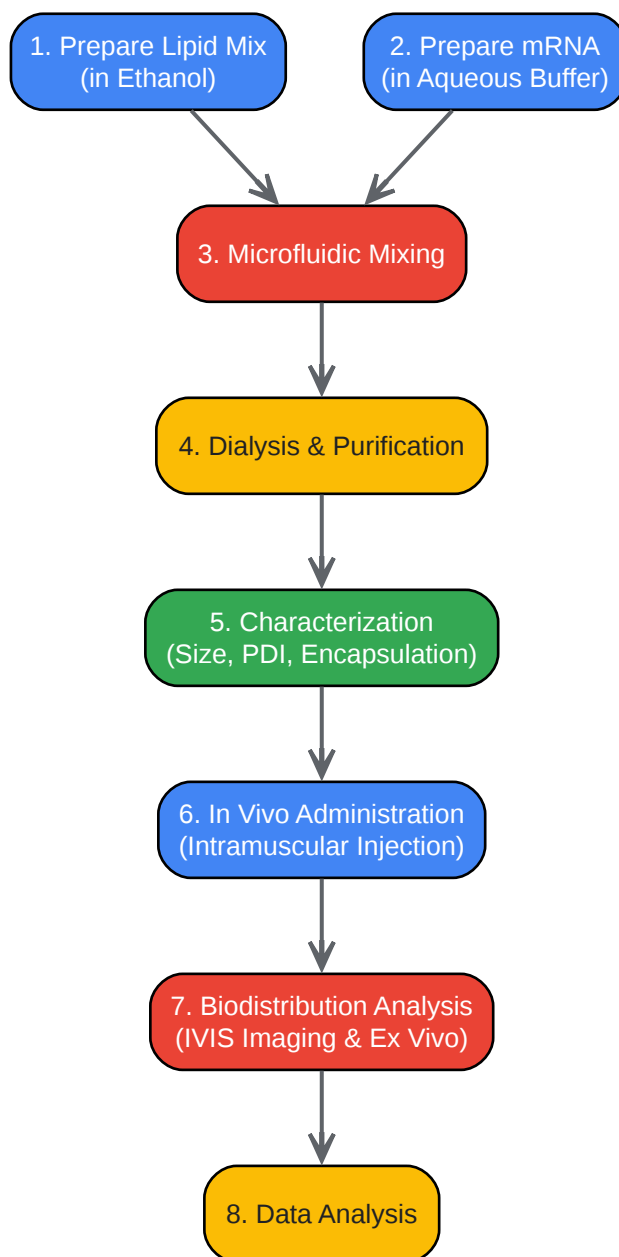 1. Prepare Lipid Mix
(in Ethanol)
2. Prepare mRNA
(in Aqueous Buffer)
3. Microfluidic Mixing
4. Dialysis & Purification
5. Characterization
(Size, PDI, Encapsulation)
6. In Vivo Administration
(Intramuscular Injection)
7. Biodistribution Analysis
(IVIS Imaging & Ex Vivo)
8. Data Analysis